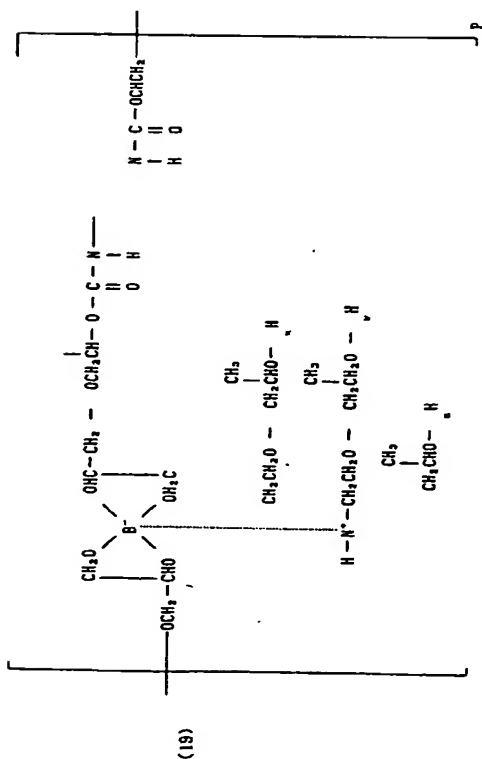 CH₂O OHC — CH₂ — OCH₂CH — O — C — N
O H
B⁻
N — C — OCHCH₂
CHO OH₂C
H O
OCH₂
(19)
CH₃
CH₂CH₂O — CH₂CHO — H
CH₃
H — N⁺ — CH₂CH₂O — CH₂CH₂O — H
CH₃
CH₂CHO — H
p